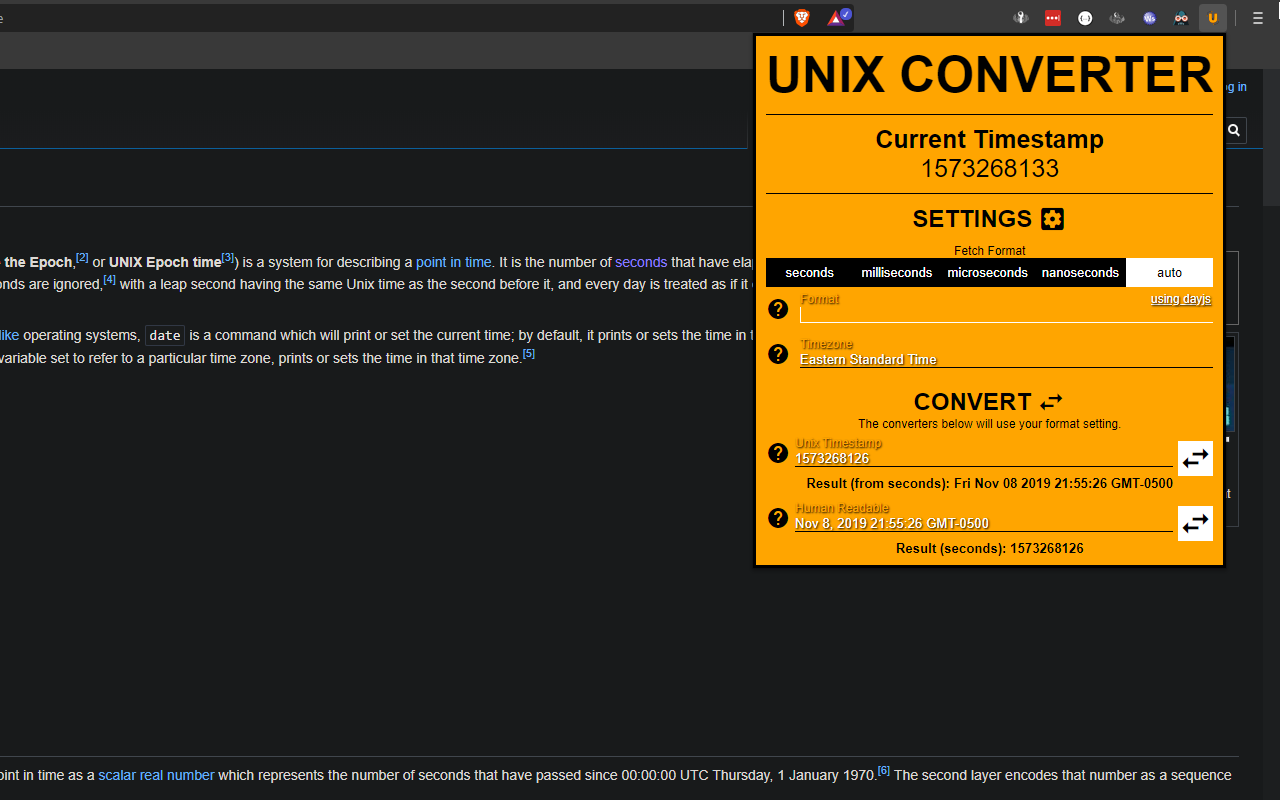 e
UNIX CONVERTER
og in
Current Timestamp
1573268133
SETTINGS
the Epoch,[2] or UNIX Epoch time[3]) is a system for describing a point in time. It is the number of seconds that have
Fetch Format
seconds milliseconds microseconds nanoseconds auto
onds are ignored,[4] with a leap second having the same Unix time as the second before it, and every day is treated as if it
Format using dayjs
like operating systems, date is a command which will print or set the current time; by default, it prints or sets the time in
Timezone
Eastern Standard Time
variable set to refer to a particular time zone, prints or sets the time in that time zone.[5]
CONVERT
The converters below will use your format setting.
Unix Timestamp
1573268126
Result (from seconds): Fri Nov 08 2019 21:55:26 GMT-0500
Human Readable
Nov 8, 2019 21:55:26 GMT-0500
Result (seconds): 1573268126
oint in time as a scalar real number which represents the number of seconds that have passed since 00:00:00 UTC Thursday, 1 January 1970.[6] The second layer encodes that number as a sequence